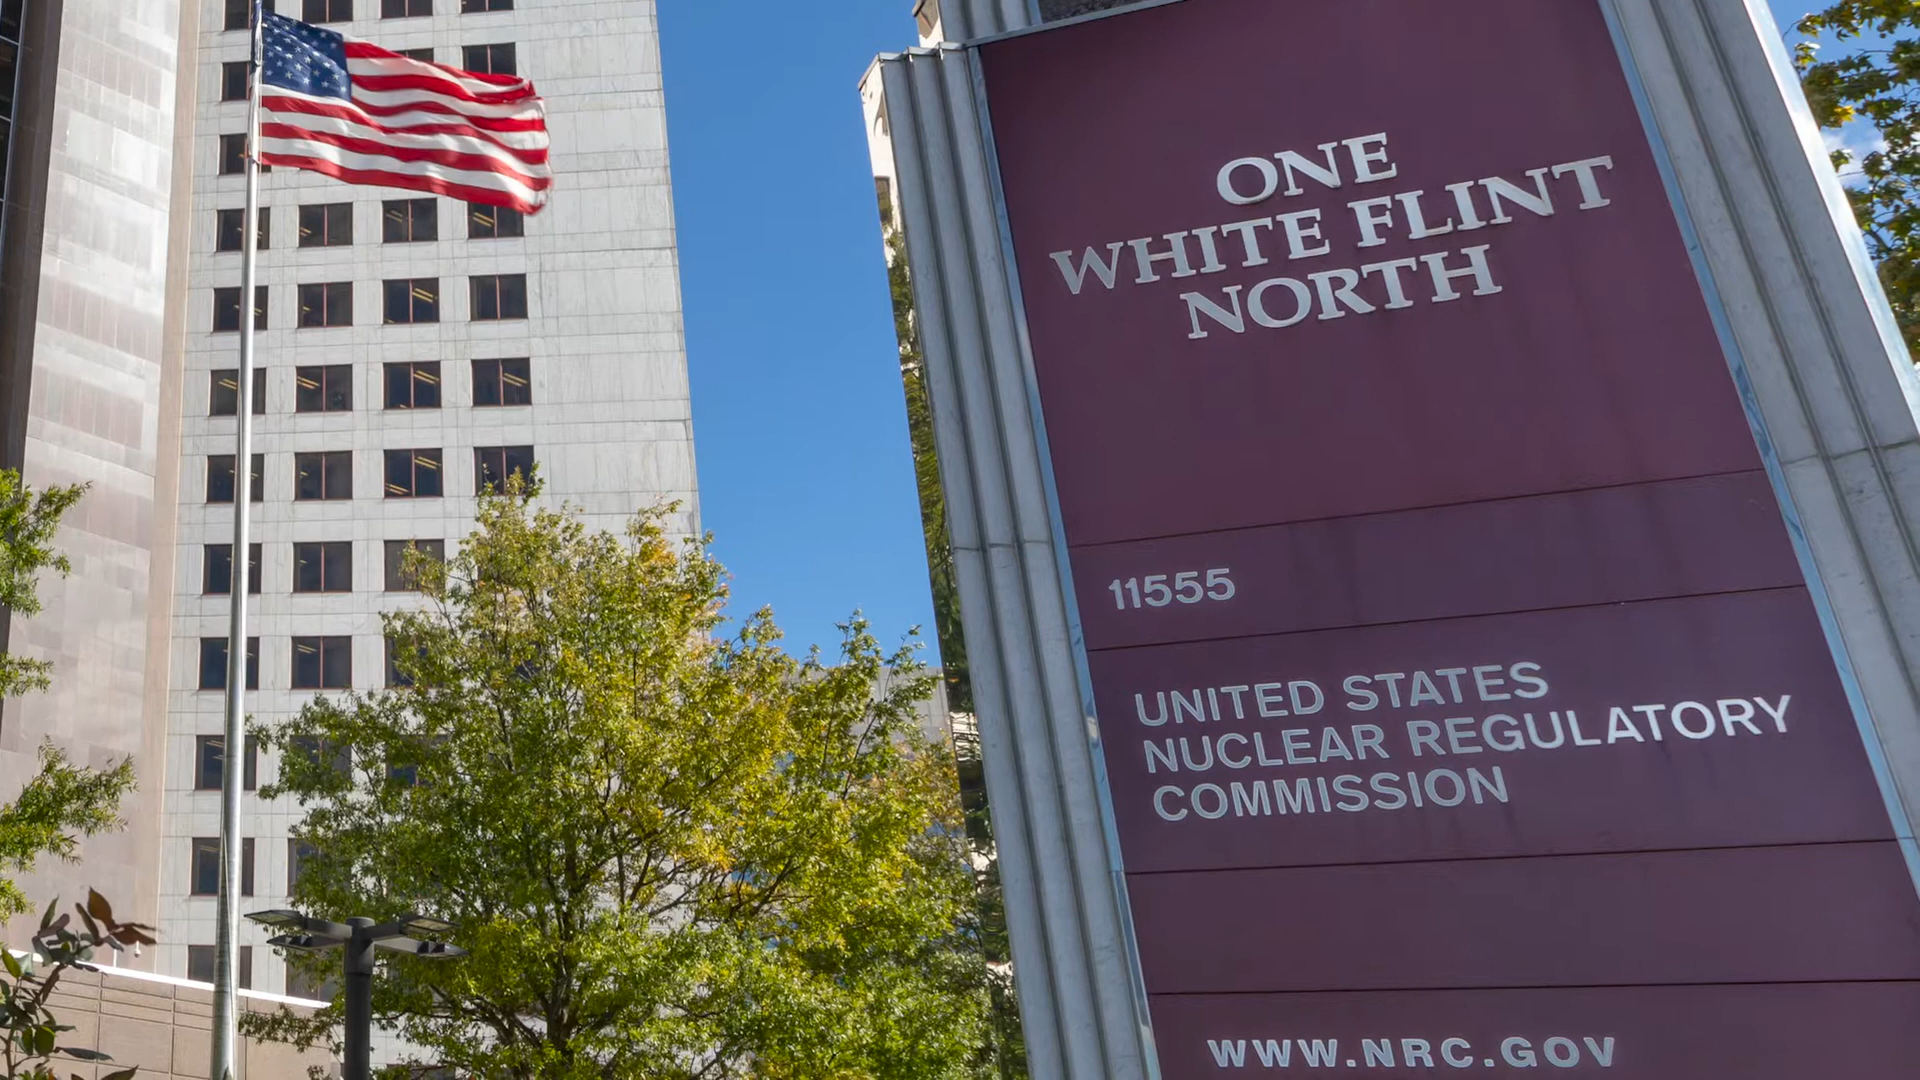 ONE
WHITE FLINT
NORTH
11555
UNITED STATES
NUCLEAR REGULATORY
COMMISSION
WWW.NRC.GOV